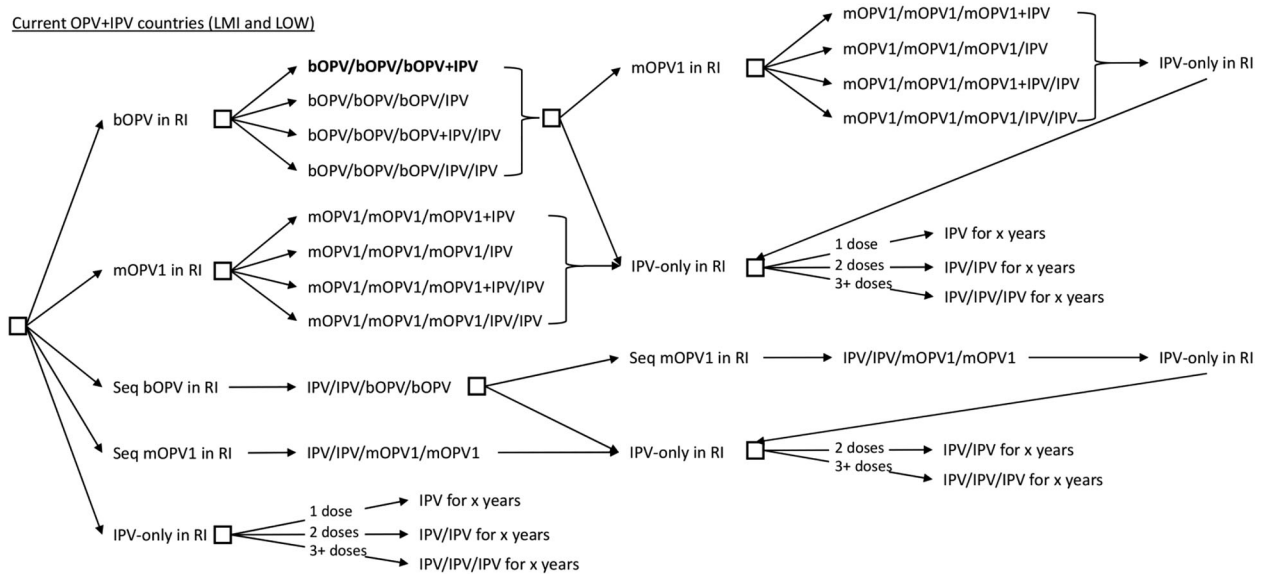 Current OPV+IPV countries (LMI and LOW)
bOPV in RI
bOPV/bOPV/bOPV+IPV
bOPV/bOPV/bOPV/IPV
bOPV/bOPV/bOPV+IPV/IPV
bOPV/bOPV/bOPV/IPV/IPV
mOPV1 in RI
mOPV1/mOPV1/mOPV1+IPV
mOPV1/mOPV1/mOPV1/IPV
mOPV1/mOPV1/mOPV1+IPV/IPV
mOPV1/mOPV1/mOPV1/IPV/IPV
IPV-only in RI
mOPV1 in RI
mOPV1/mOPV1/mOPV1+IPV
mOPV1/mOPV1/mOPV1/IPV
mOPV1/mOPV1/mOPV1+IPV/IPV
mOPV1/mOPV1/mOPV1/IPV/IPV
IPV-only in RI
1 dose
IPV for x years
2 doses
IPV/IPV for x years
3+ doses
IPV/IPV/IPV for x years
Seq bOPV in RI
IPV/IPV/bOPV/bOPV
Seq mOPV1 in RI
IPV/IPV/mOPV1/mOPV1
IPV-only in RI
Seq mOPV1 in RI
IPV/IPV/mOPV1/mOPV1
IPV-only in RI
2 doses
IPV/IPV for x years
3+ doses
IPV/IPV/IPV for x years
IPV-only in RI
1 dose
IPV for x years
2 doses
IPV/IPV for x years
3+ doses
IPV/IPV/IPV for x years